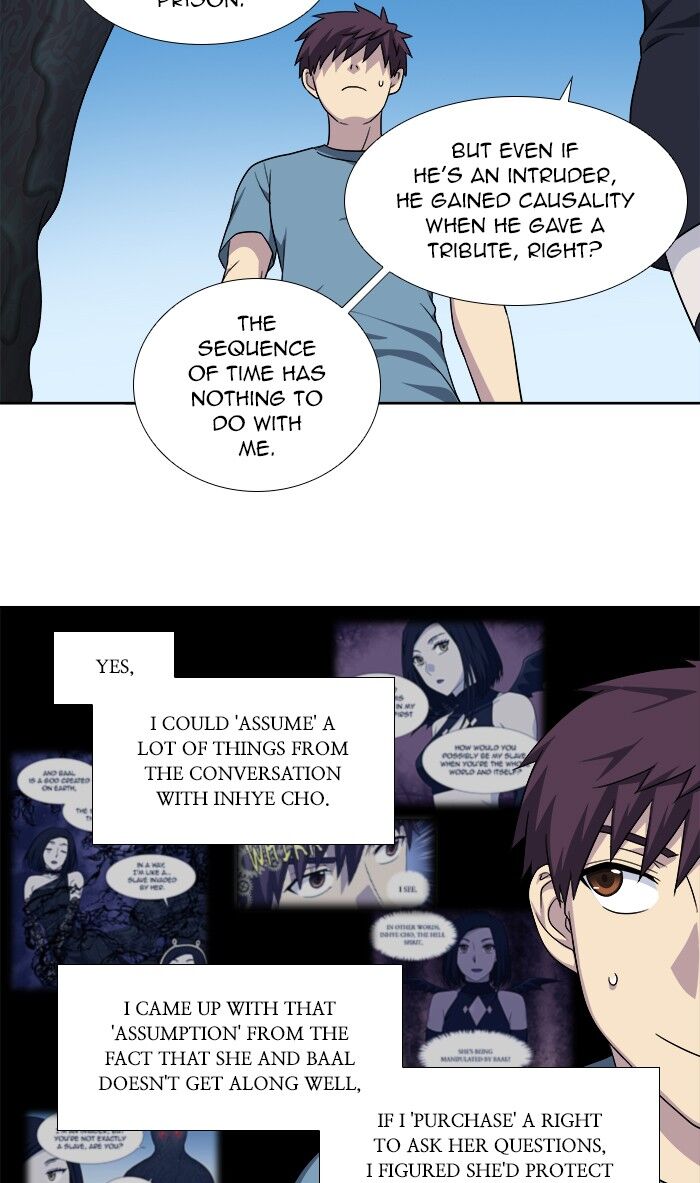 PRISON.
BUT EVEN IF
HE'S AN INTRUDER,
HE GAINED CAUSALITY
WHEN HE GAVE A
TRIBUTE, RIGHT?
THE
SEQUENCE
OF TIME HAS
NOTHING TO
DO WITH
ME.
YES,
I COULD 'ASSUME' A
LOT OF THINGS FROM
THE CONVERSATION
WITH INHYE CHO.
IN MY
FIRST
HOW WOULD YOU
POSSIBLY BE MY SLAVE
WHEN YOU'RE THE WHOLE
WORLD AND ITSELF?
AND BAAL
IS A GOD CREATED
ON EARTH.
IN A WAY,
I'M LIKE A...
SLAVE INVADED
BY HER.
I SEE.
IN OTHER WORDS,
INHYE CHO, THE HELL
SPIRIT,
SHE'S BEING
MANIPULATED BY BAAL!
I CAME UP WITH THAT
'ASSUMPTION' FROM THE
FACT THAT SHE AND BAAL
DOESN'T GET ALONG WELL,
YOU'RE NOT EXACTLY
A SLAVE, ARE YOU?
IF I 'PURCHASE' A RIGHT
TO ASK HER QUESTIONS,
I FIGURED SHE'D PROTECT